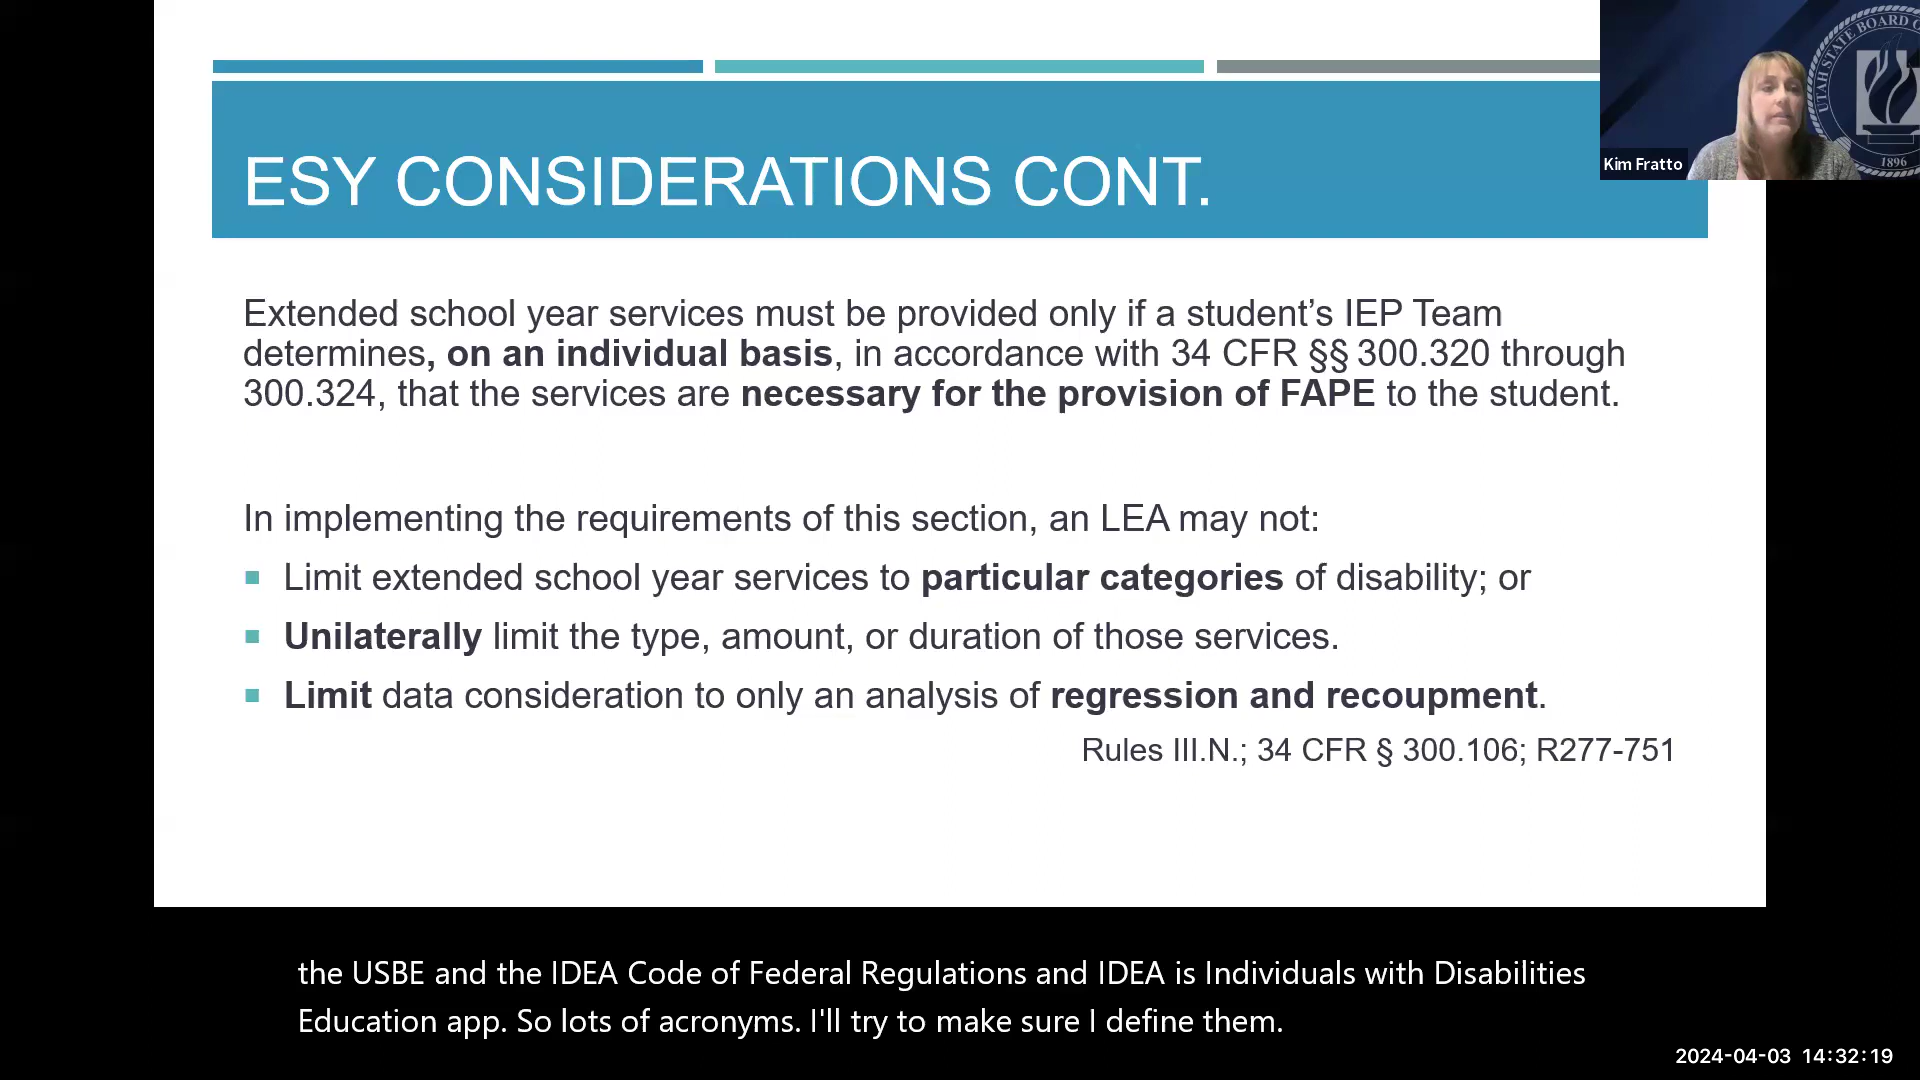 ESY CONSIDERATIONS CONT.
Extended school year services must be provided only if a student’s IEP Team
determines, on an individual basis, in accordance with 34 CFR §§ 300.320 through
300.324, that the services are necessary for the provision of FAPE to the student.
In implementing the requirements of this section, an LEA may not:
Limit extended school year services to particular categories of disability; or
Unilaterally limit the type, amount, or duration of those services.
Limit data consideration to only an analysis of regression and recoupment.
Rules III.N.; 34 CFR § 300.106; R277-751
UTAH STATE BOARD
1896
Kim Fratto
the USBE and the IDEA Code of Federal Regulations and IDEA is Individuals with Disabilities
Education app. So lots of acronyms. I'll try to make sure I define them.
2024-04-03 14:32:19